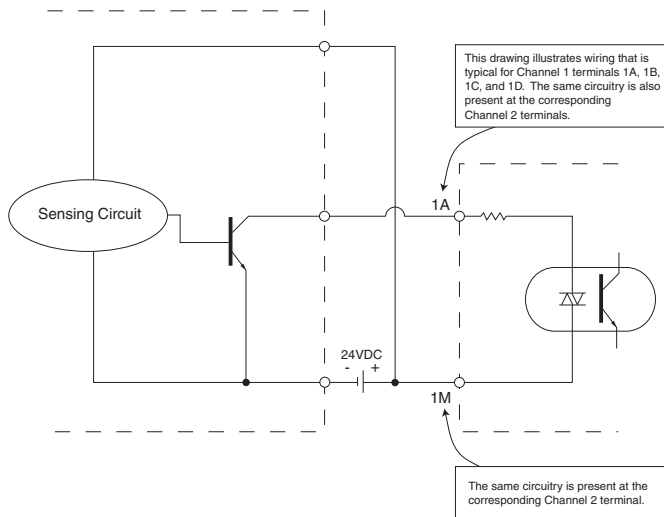 This drawing illustrates wiring that is
typical for Channel 1 terminals 1A, 1B,
1C, and 1D. The same circuitry is also
present at the corresponding
Channel 2 terminals.
1A
Sensing Circuit
24VDC
- +
1M
The same circuitry is present at the
corresponding Channel 2 terminal.